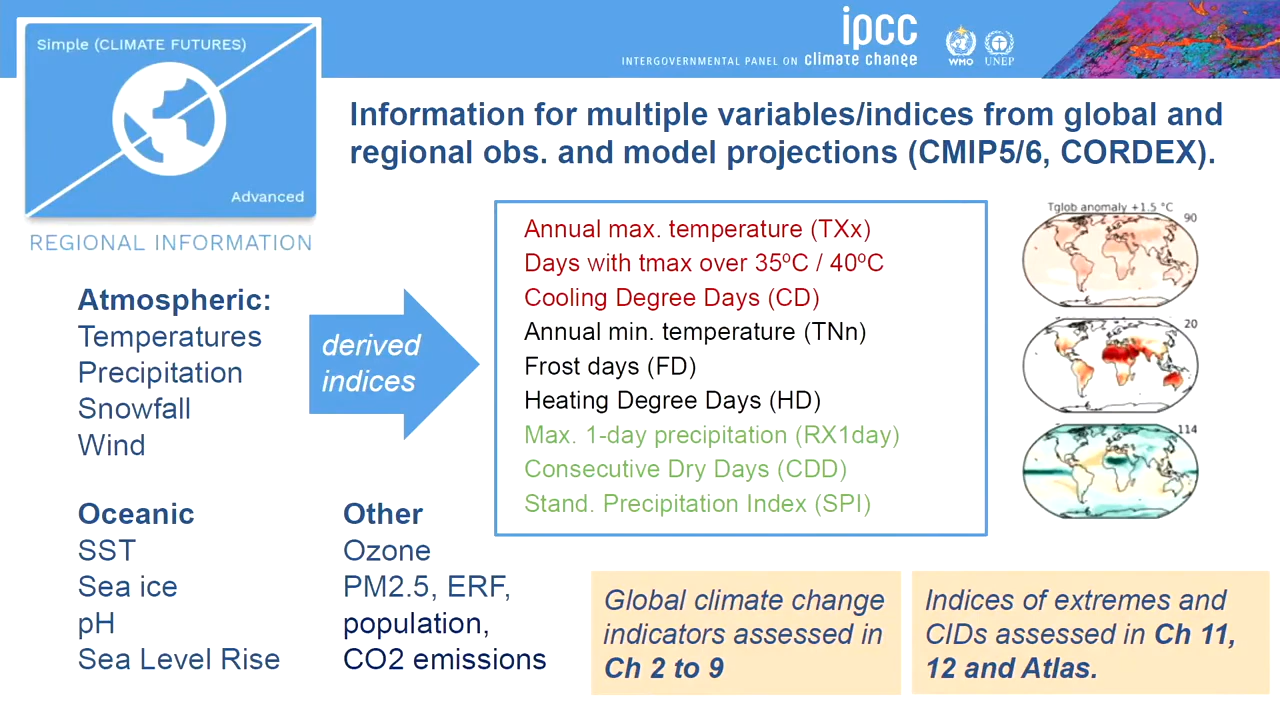 Simple (CLIMATE FUTURES)
Advanced
REGIONAL INFORMATION
INTERGOVERNMENTAL PANEL ON climate change
ipcc
WMO
UNEP
Information for multiple variables/indices from global and
regional obs. and model projections (CMIP5/6, CORDEX).
Atmospheric:
Temperatures
Precipitation
Snowfall
Wind
derived
indices
Annual max. temperature (TXx)
Days with tmax over 35ºC / 40ºC
Cooling Degree Days (CD)
Annual min. temperature (TNn)
Frost days (FD)
Heating Degree Days (HD)
Max. 1-day precipitation (RX1day)
Consecutive Dry Days (CDD)
Stand. Precipitation Index (SPI)
Tglob anomaly +1.5 °C
90
20
114
Oceanic
SST
Sea ice
pH
Sea Level Rise
Other
Ozone
PM2.5, ERF,
population,
CO2 emissions
Global climate change
indicators assessed in
Ch 2 to 9
Indices of extremes and
CIDs assessed in Ch 11,
12 and Atlas.